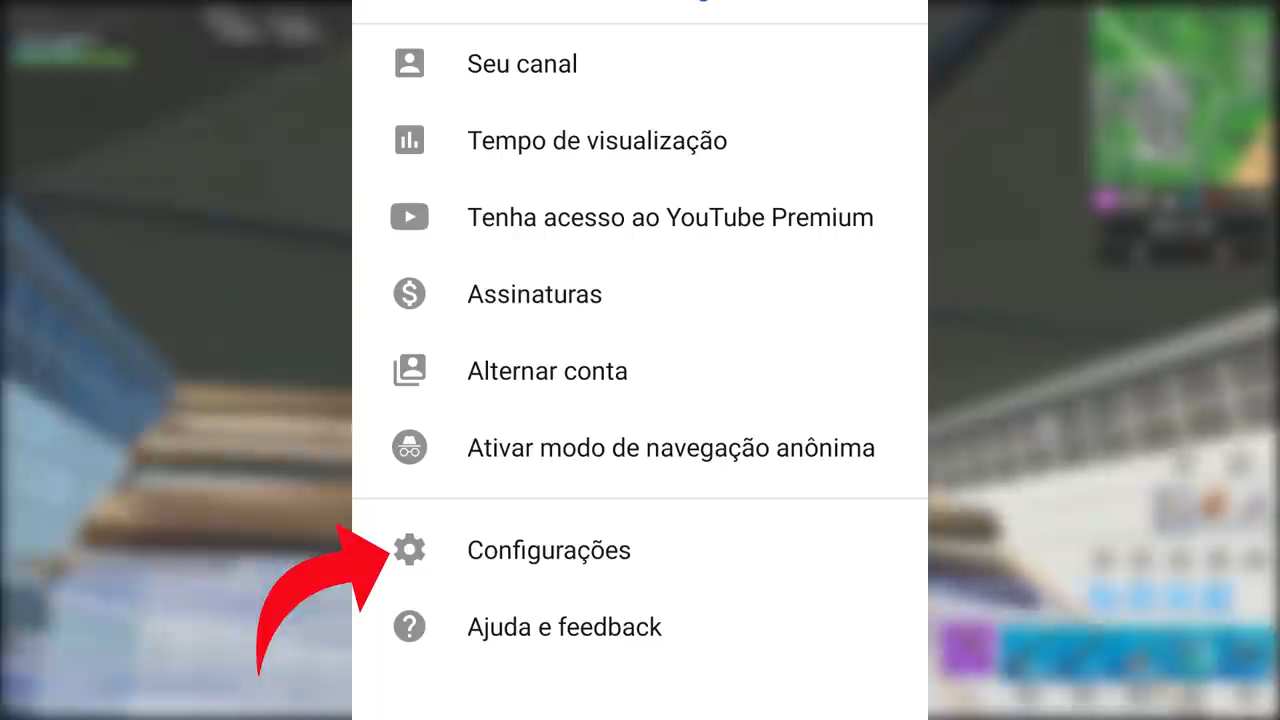 Seu canal
Tempo de visualização
Tenha acesso ao YouTube Premium
Assinaturas
Alternar conta
Ativar modo de navegação anônima
Configurações
Ajuda e feedback